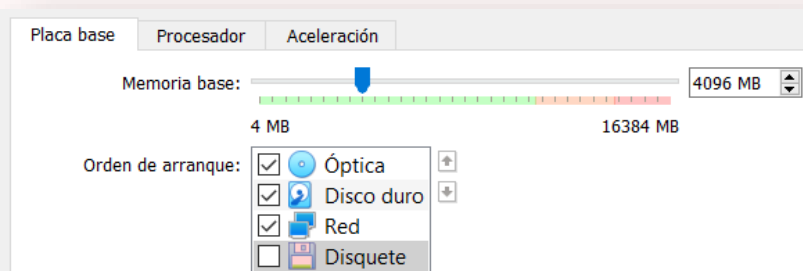 Placa base Procesador Aceleración
Memoria base: 4096 MB
4 MB 16384 MB
Orden de arranque: Óptica
Disco duro
Red
Disquete